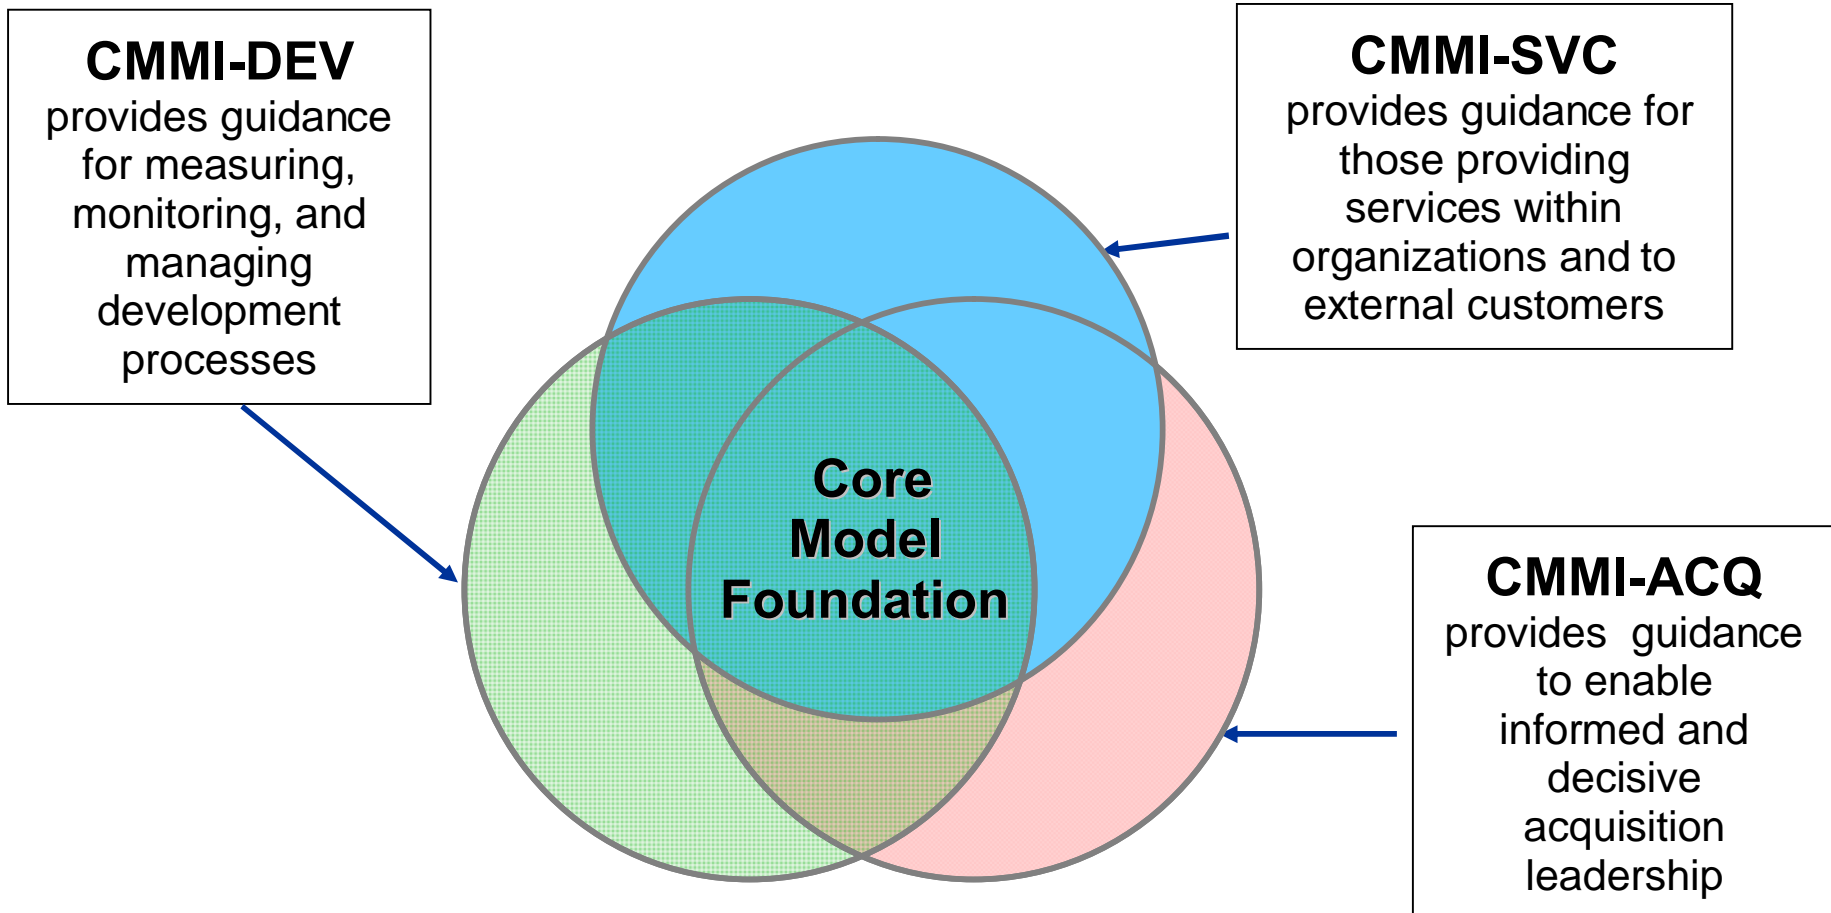 CMMI-DEV
provides guidance
for measuring,
monitoring, and
managing
development
processes
CMMI-SVC
provides guidance for
those providing
services within
organizations and to
external customers
Core
Model
Foundation
CMMI-ACQ
provides guidance
to enable
informed and
decisive
acquisition
leadership